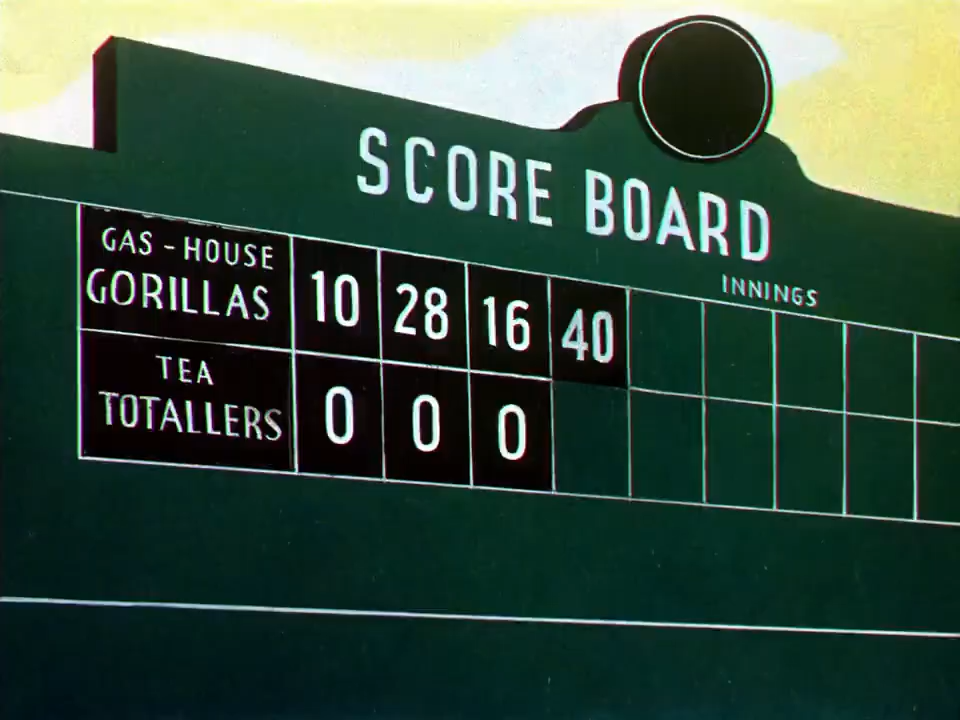 SCORE BOARD
INNINGS
GAS-HOUSE
GORILLAS 10 28 16 40
TEA
TOTALLERS 0 0 0